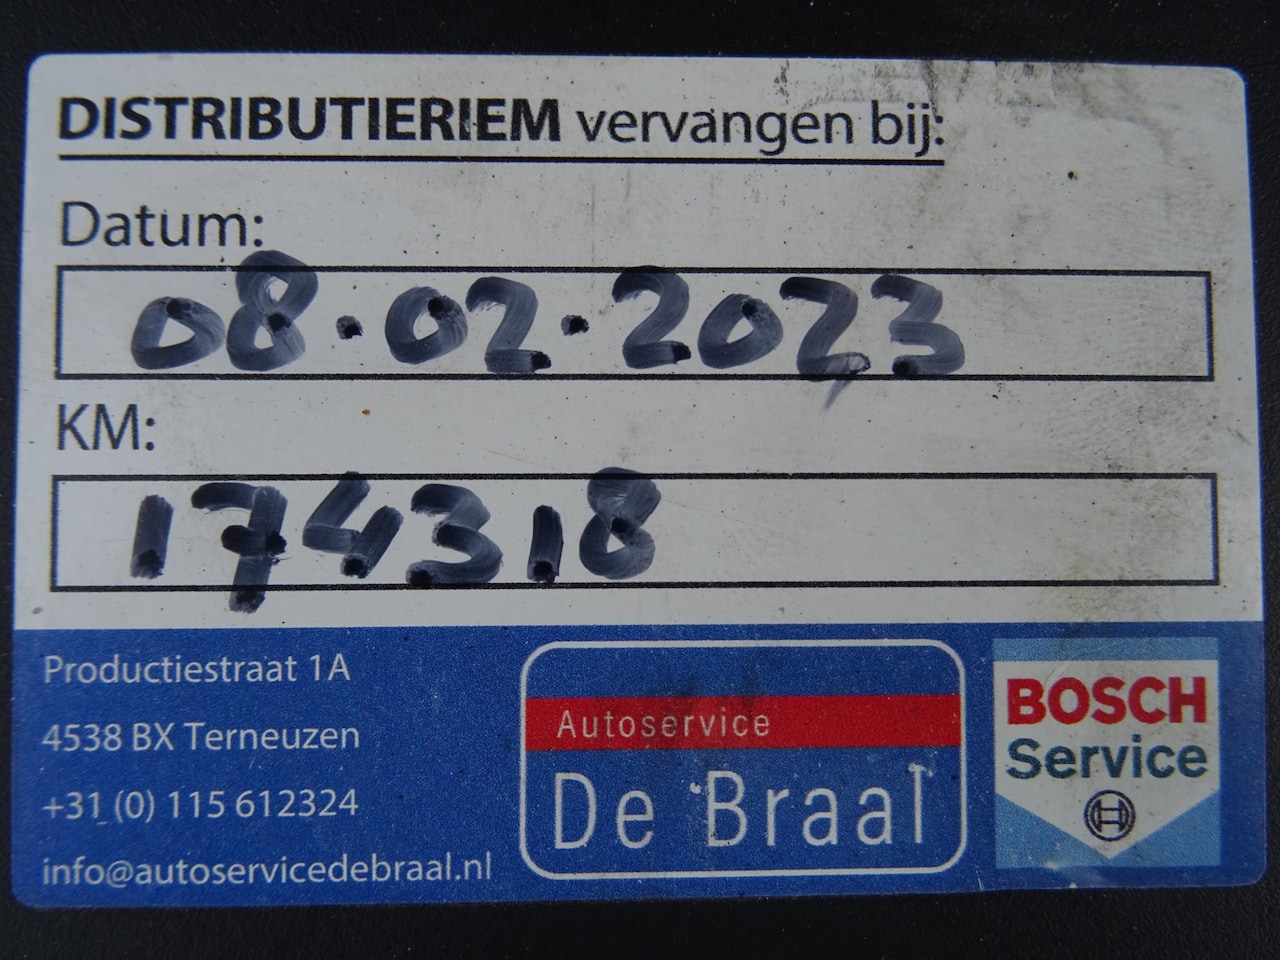 DISTRIBUTIERIEM vervangen bij:
Datum:
08.02.2023
KM:
174318
Productiestraat 1A
4538 BX Terneuzen
+31 (0) 115 612324
info@autoservicedebraal.nl
Autoservice
De Braal
BOSCH
Service